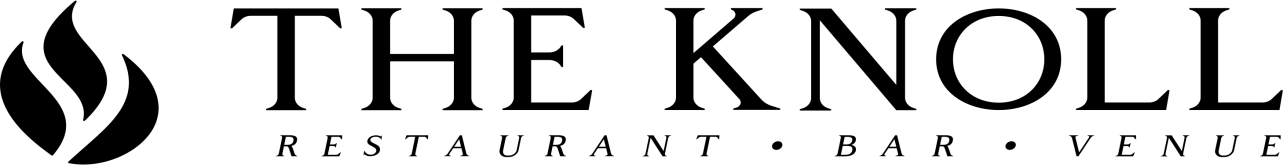 THE KNOLL
RESTAURANT • BAR • VENUE